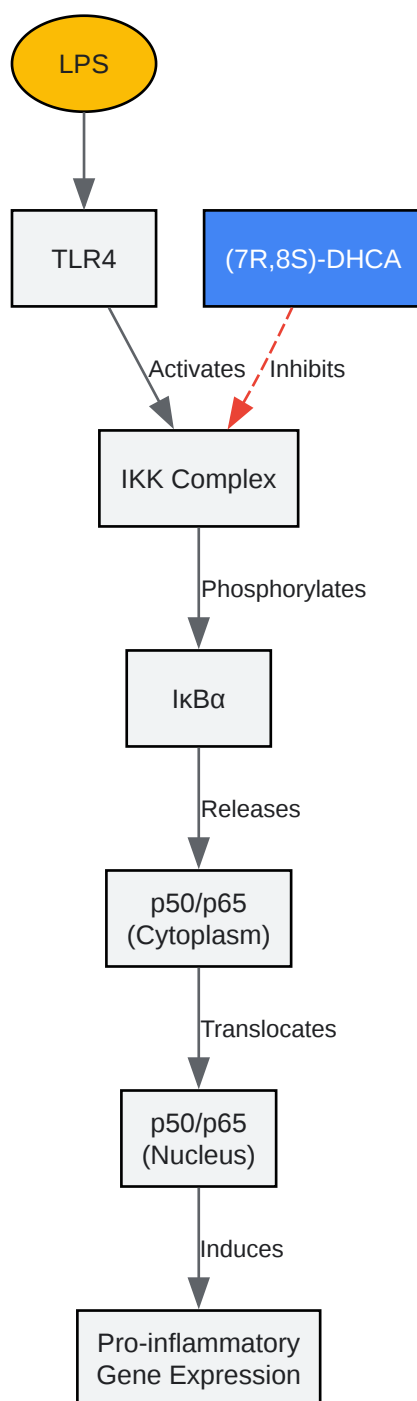 LPS
TLR4
(7R,8S)-DHCA
Activates
Inhibits
IKK Complex
Phosphorylates
IκBα
Releases
p50/p65
(Cytoplasm)
Translocates
p50/p65
(Nucleus)
Induces
Pro-inflammatory
Gene Expression